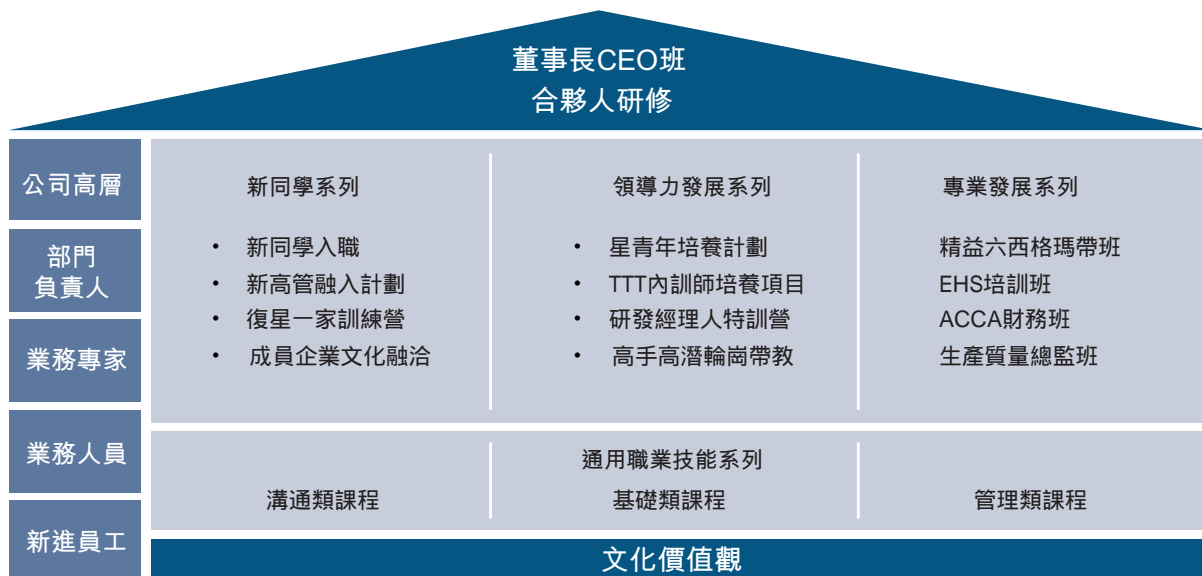 董事長CEO班
合夥人研修
公司高層
部門
負責人
業務專家
業務人員
新進員工
新同學系列
• 新同學入職
• 新高管融入計劃
• 復星一家訓練營
• 成員企業文化融洽
領導力發展系列
• 星青年培養計劃
• TTT內訓師培養項目
• 研發經理人特訓營
• 高手高潛輪崗帶教
專業發展系列
精益六西格瑪帶班
EHS培訓班
ACCA財務班
生產質量總監班
通用職業技能系列
溝通類課程
基礎類課程
管理類課程
文化價值觀